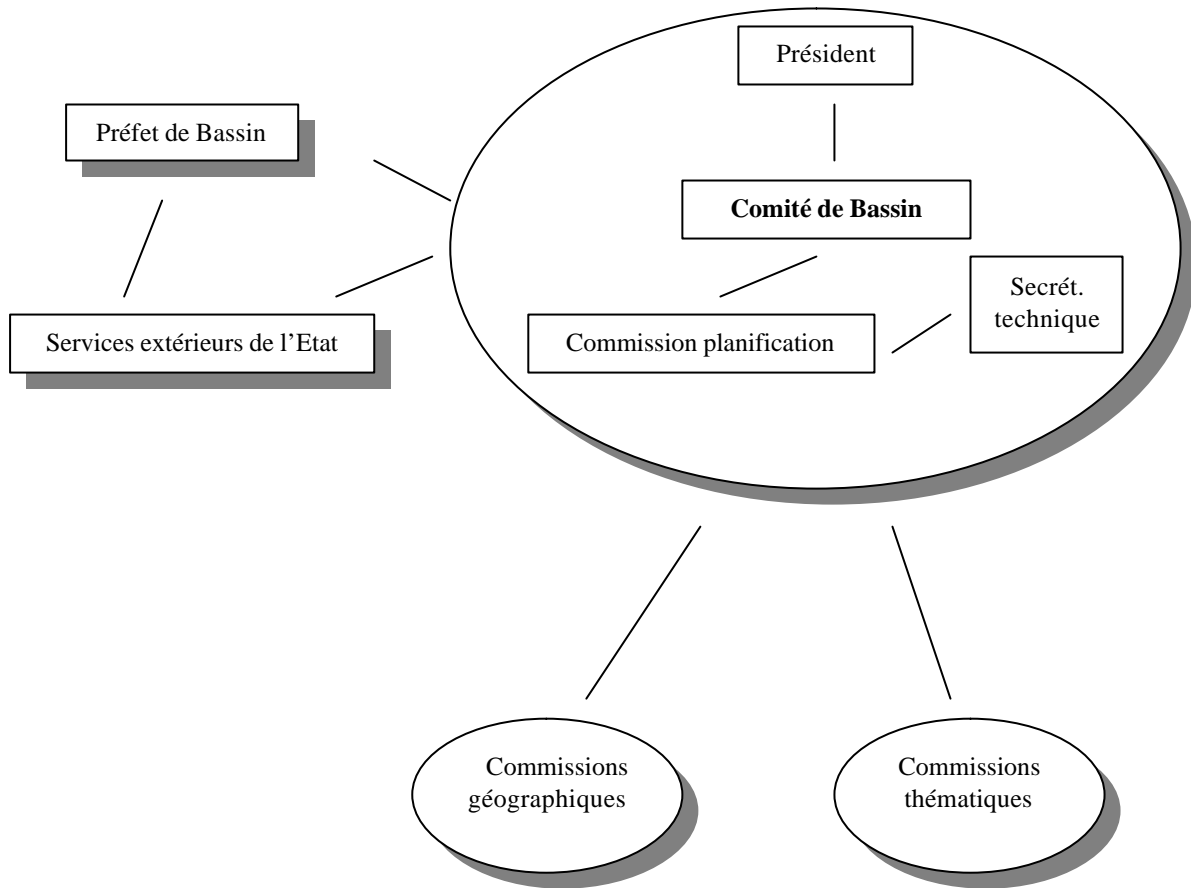 Président
Préfet de Bassin
Comité de Bassin
Secrét.
technique
Services extérieurs de l’Etat
Commission planification
Commissions
géographiques
Commissions
thématiques